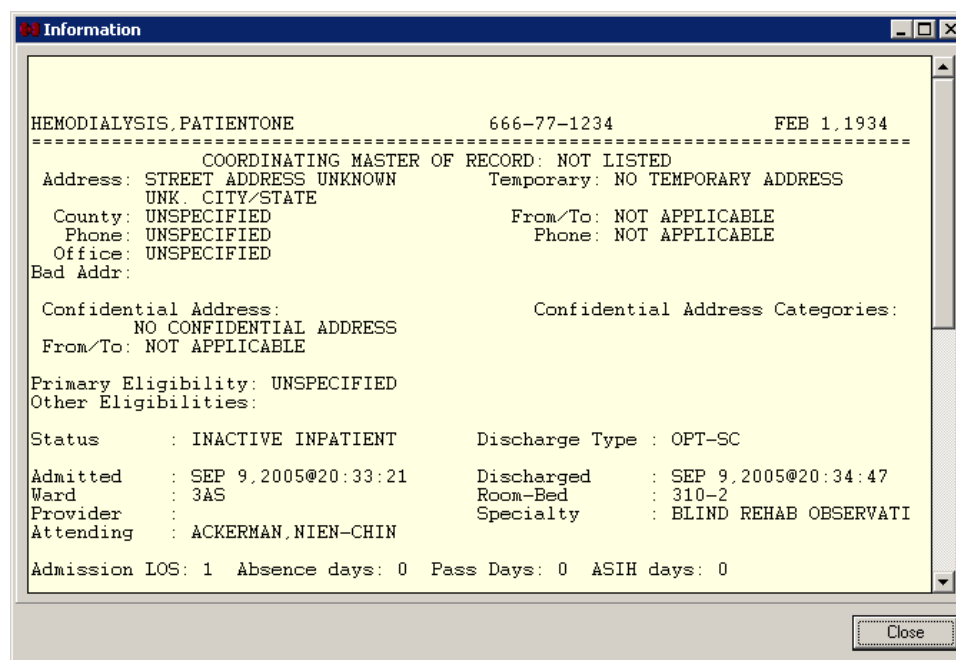 Information
HEMODIALYSIS,PATIENTONE 666-77-1234 FEB 1,1934
===================================================================================
COORDINATING MASTER OF RECORD: NOT LISTED
Address: STREET ADDRESS UNKNOWN Temporary: NO TEMPORARY ADDRESS
UNK. CITY/STATE
County: UNSPECIFIED From/To: NOT APPLICABLE
Phone: UNSPECIFIED Phone: NOT APPLICABLE
Office: UNSPECIFIED
Bad Addr:
Confidential Address: Confidential Address Categories:
NO CONFIDENTIAL ADDRESS
From/To: NOT APPLICABLE
Primary Eligibility: UNSPECIFIED
Other Eligibilities:
Status : INACTIVE INPATIENT Discharge Type : OPT-SC
Admitted : SEP 9,2005@20:33:21 Discharged : SEP 9,2005@20:34:47
Ward : 3AS Room-Bed : 310-2
Provider : Specialty : BLIND REHAB OBSERVATI
Attending : ACKERMAN,NIEN-CHIN
Admission LOS: 1 Absence days: 0 Pass Days: 0 ASIH days: 0
Close